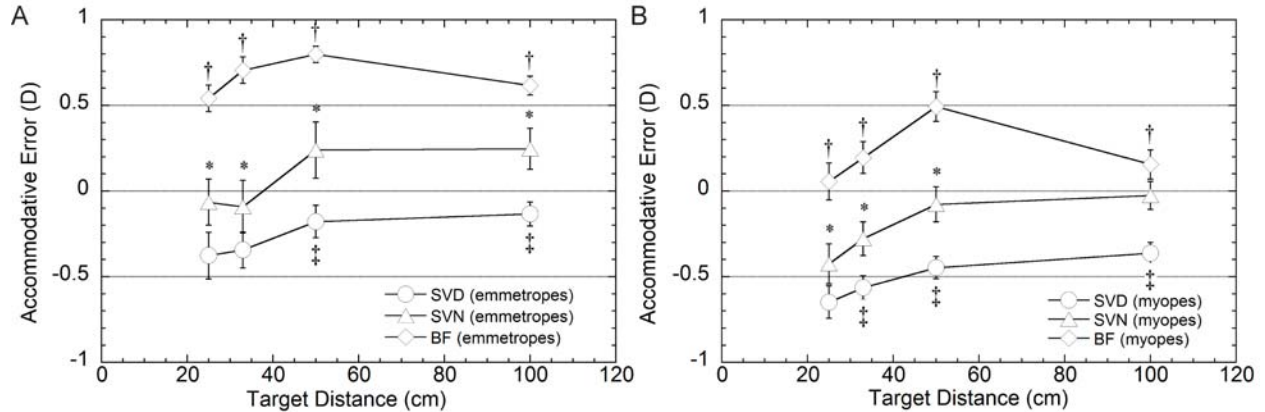 A
1
0.5
0
-0.5
-1
Accommodative Error (D)
† † † †
* * * *
‡ ‡
SVD (emmetropes)
SVN (emmetropes)
BF (emmetropes)
0 20 40 60 80 100 120
Target Distance (cm)
B
1
0.5
0
-0.5
-1
Accommodative Error (D)
† † † †
* * * *
* ‡ ‡ ‡
SVD (myopes)
SVN (myopes)
BF (myopes)
0 20 40 60 80 100 120
Target Distance (cm)